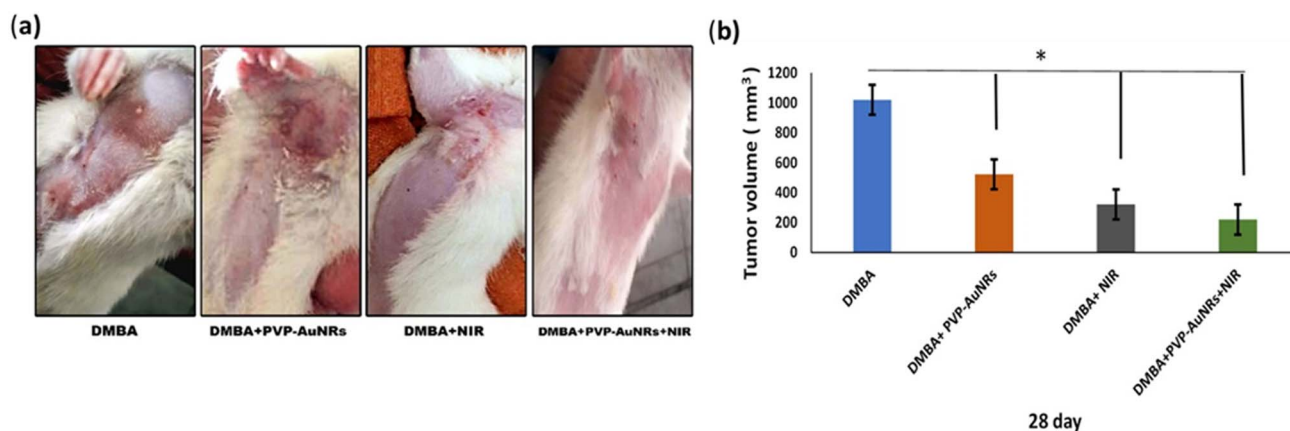 (a)
DMBA
DMBA+PVP-AuNRs
DMBA+NIR
DMBA+PVP-AuNRs+NIR
(b)
*
Tumor volume ( mm³ )
1200
1000
800
600
400
200
0
DMBA
DMBA+ PVP-AuNRs
DMBA+ NIR
DMBA+PVP-AuNRs+NIR
28 day